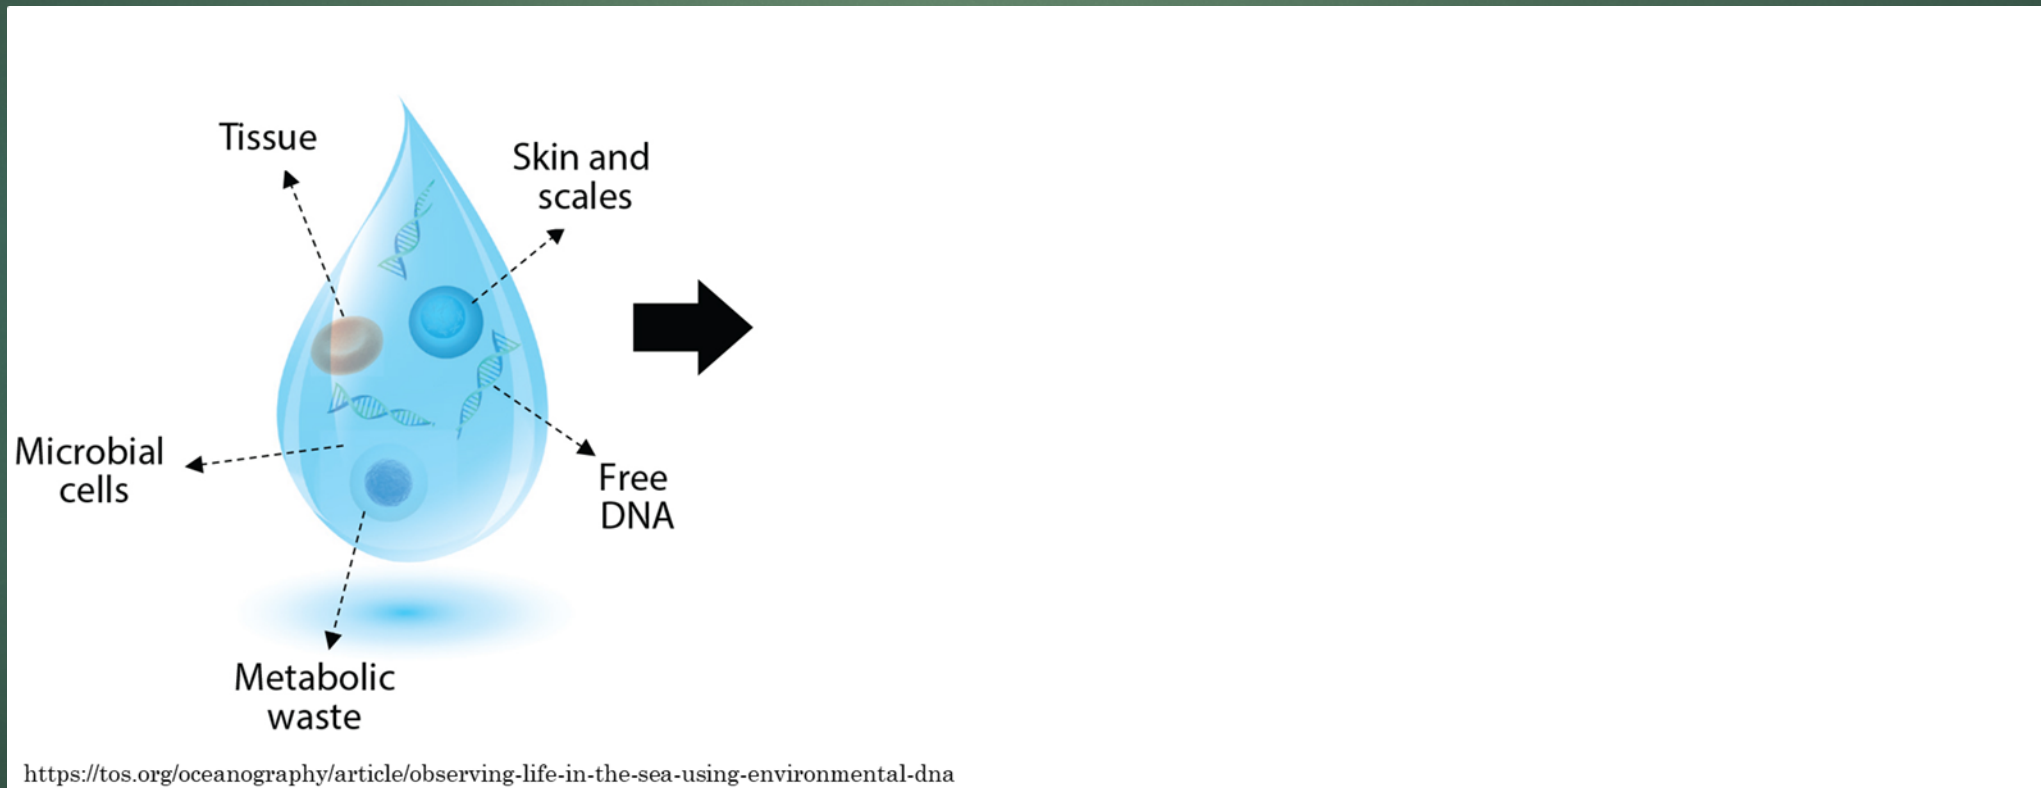 Tissue
Skin and
scales
Microbial
cells
Free
DNA
Metabolic
waste
https://tos.org/oceanography/article/observing-life-in-the-sea-using-environmental-dna